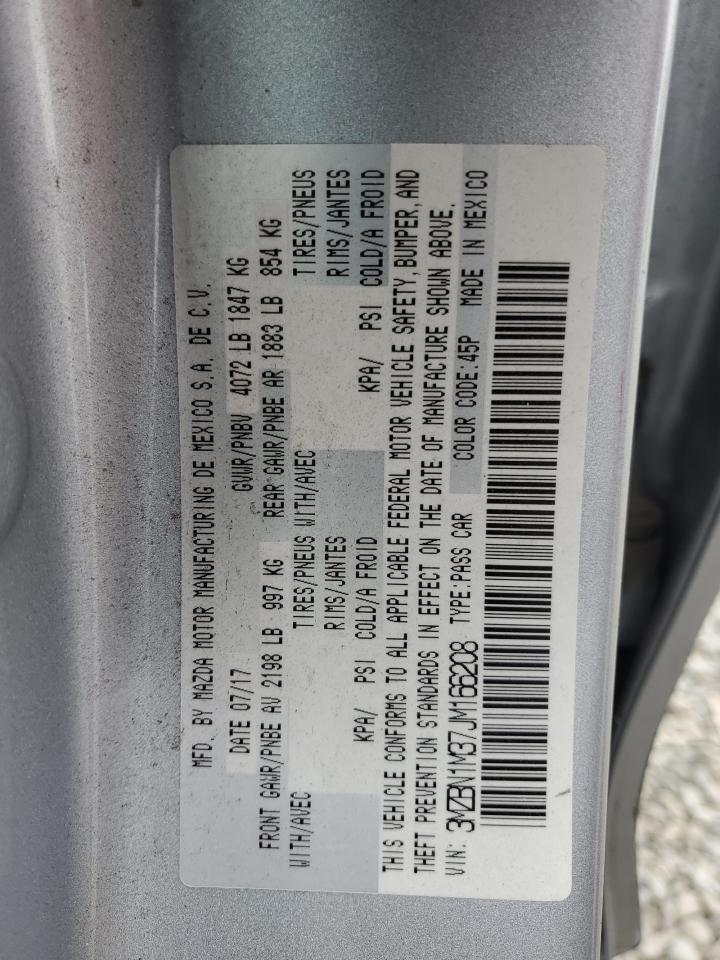 MFD. BY MAZDA MOTOR MANUFACTURING DE MEXICO S.A. DE C.V.
DATE 07/17 GVWR/PNBV 4072 LB 1847 KG
FRONT GAWR/PNBE AV 2198 LB 997 KG REAR GAWR/PNBE AR 1883 LB 854 KG
WITH/AVEC TIRES/PNEUS WITH/AVEC TIRES/PNEUS
RIMS/JANTES RIMS/JANTES
KPA/ PSI COLD/A FROID KPA/ PSI COLD/A FROID
THIS VEHICLE CONFORMS TO ALL APPLICABLE FEDERAL MOTOR VEHICLE SAFETY, BUMPER, AND
THEFT PREVENTION STANDARDS IN EFFECT ON THE DATE OF MANUFACTURE SHOWN ABOVE.
VIN: 3MZBN1M37JM166208 TYPE:PASS CAR COLOR CODE:45P MADE IN MEXICO